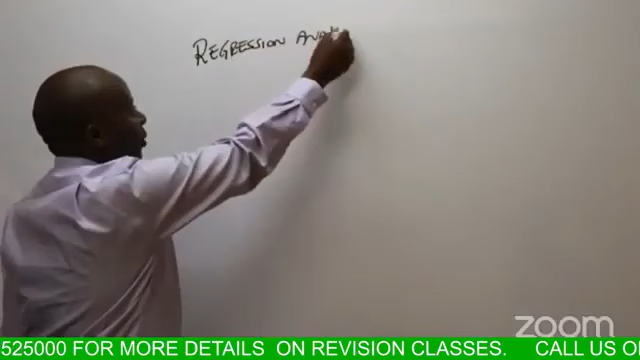 REGRESSION
zoom
525000 FOR MORE DETAILS ON REVISION CLASSES. CALL US O